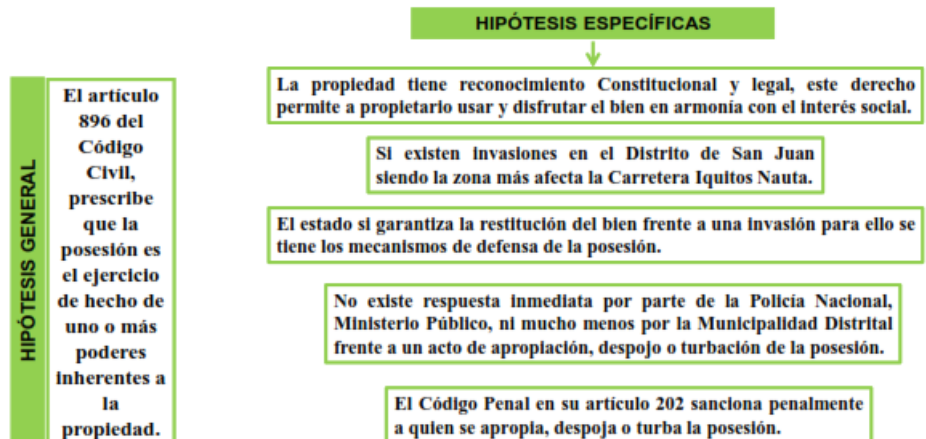 HIPÓTESIS ESPECÍFICAS
HIPÓTESIS GENERAL
El artículo
896 del
Código
Civil,
prescribe
que la
posesión es
el ejercicio
de hecho de
uno o más
poderes
inherentes a
la
propiedad.
La propiedad tiene reconocimiento Constitucional y legal, este derecho
permite a propietario usar y disfrutar el bien en armonía con el interés social.
Si existen invasiones en el Distrito de San Juan
siendo la zona más afecta la Carretera Iquitos Nauta.
El estado si garantiza la restitución del bien frente a una invasión para ello se
tiene los mecanismos de defensa de la posesión.
No existe respuesta inmediata por parte de la Policía Nacional,
Ministerio Público, ni mucho menos por la Municipalidad Distrital
frente a un acto de apropiación, despojo o turbación de la posesión.
El Código Penal en su artículo 202 sanciona penalmente
a quien se apropia, despoja o turba la posesión.